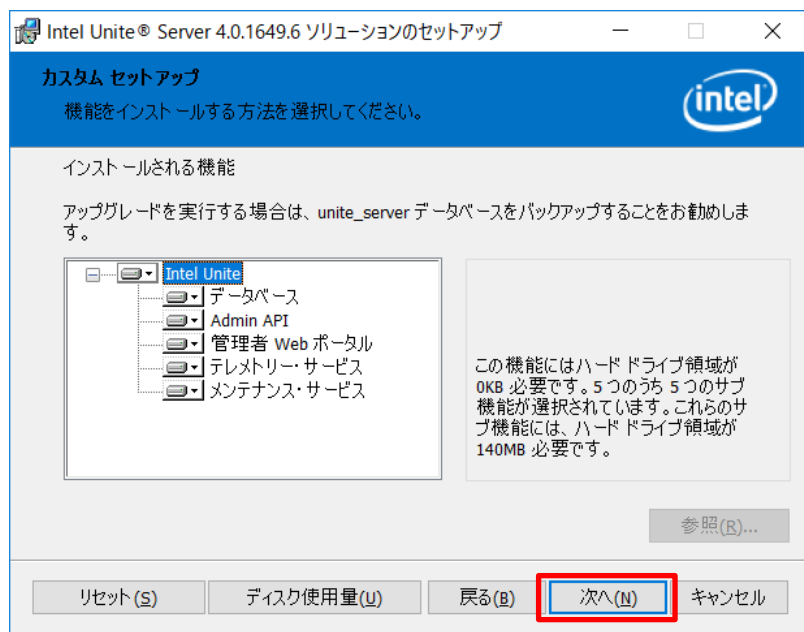 Intel Unite® Server 4.0.1649.6 ソリューションのセットアップ
カスタム セットアップ
機能をインストールする方法を選択してください。
intel
インストールされる機能
アップグレードを実行する場合は、unite_server データベースをバックアップすることをお勧めしま
す。
Intel Unite
データベース
Admin API
管理者 Web ポータル
テレメトリー・サービス
メンテナンス・サービス
この機能にはハード ドライブ領域が
0KB 必要です。5つのうち 5つのサブ
機能が選択されています。これらのサ
ブ機能には、ハード ドライブ領域が
140MB 必要です。
参照(R)...
リセット(S)
ディスク使用量(U)
戻る(B)
次へ(N)
キャンセル